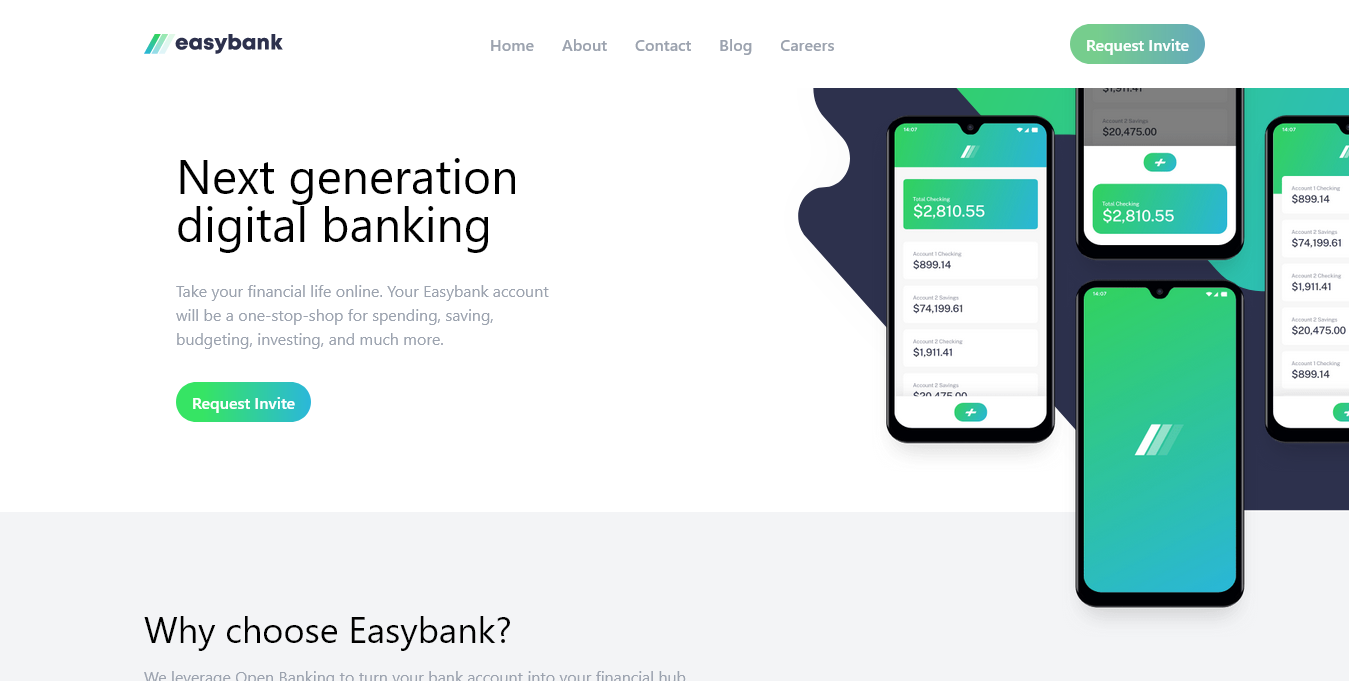 easybank
Home About Contact Blog Careers
Request Invite
Next generation
digital banking
Take your financial life online. Your Easybank account
will be a one-stop-shop for spending, saving,
budgeting, investing, and much more.
Request Invite
14:07
Total Checking
$2,810.55
Account 1 Checking
$899.14
Account 2 Savings
$74,199.61
Account 2 Checking
$1,911.41
Account 2 Savings
$20,475.00
$1,911.41
Account 2 Savings
$20,475.00
Total Checking
$2,810.55
14:07
14:07
Account 1 Checking
$899.14
Account 2 Savings
$74,199.61
Account 2 Checking
$1,911.41
Account 2 Savings
$20,475.00
Account 1 Checking
$899.14
Why choose Easybank?
We leverage Open Banking to turn your bank account into your financial hub.